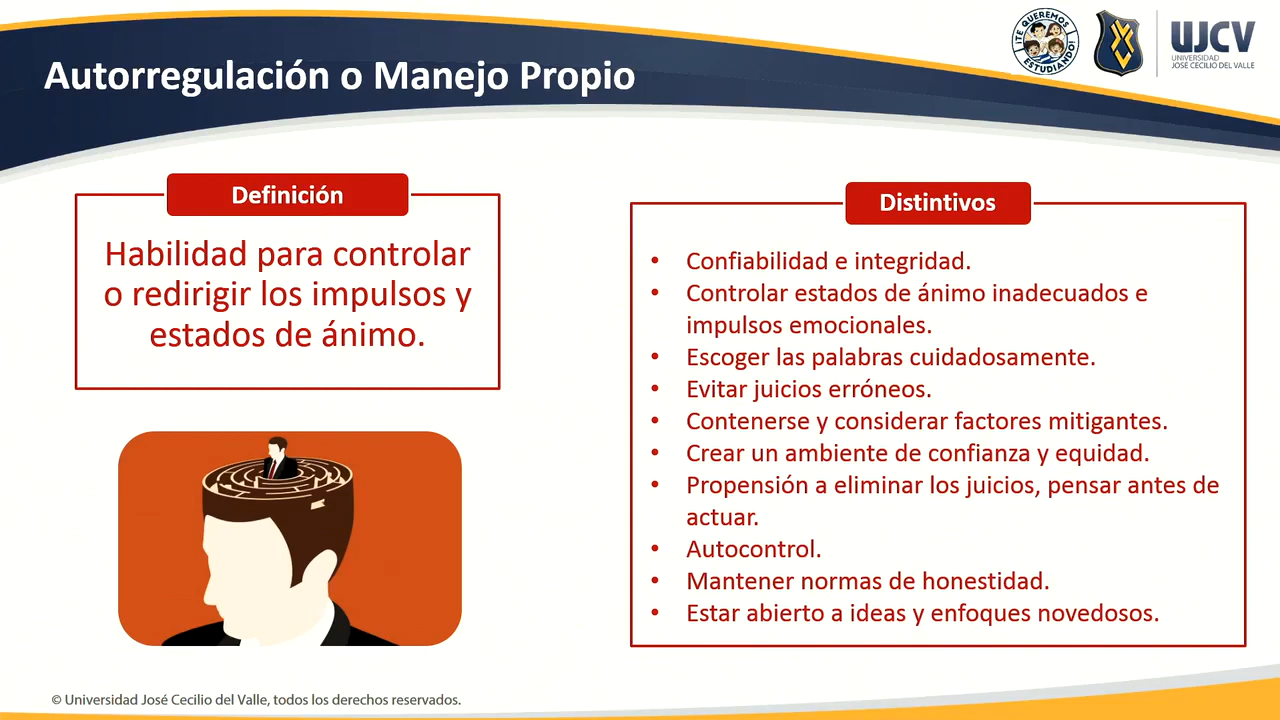 ¡TE QUEREMOS
ESTUDIANDO!
UJCV
UNIVERSIDAD
JOSÉ CECILIO DEL VALLE
Autorregulación o Manejo Propio
Definición
Habilidad para controlar
o redirigir los impulsos y
estados de ánimo.
Distintivos
• Confiabilidad e integridad.
• Controlar estados de ánimo inadecuados e
impulsos emocionales.
• Escoger las palabras cuidadosamente.
• Evitar juicios erróneos.
• Contenerse y considerar factores mitigantes.
• Crear un ambiente de confianza y equidad.
• Propensión a eliminar los juicios, pensar antes de
actuar.
• Autocontrol.
• Mantener normas de honestidad.
• Estar abierto a ideas y enfoques novedosos.
© Universidad José Cecilio del Valle, todos los derechos reservados.